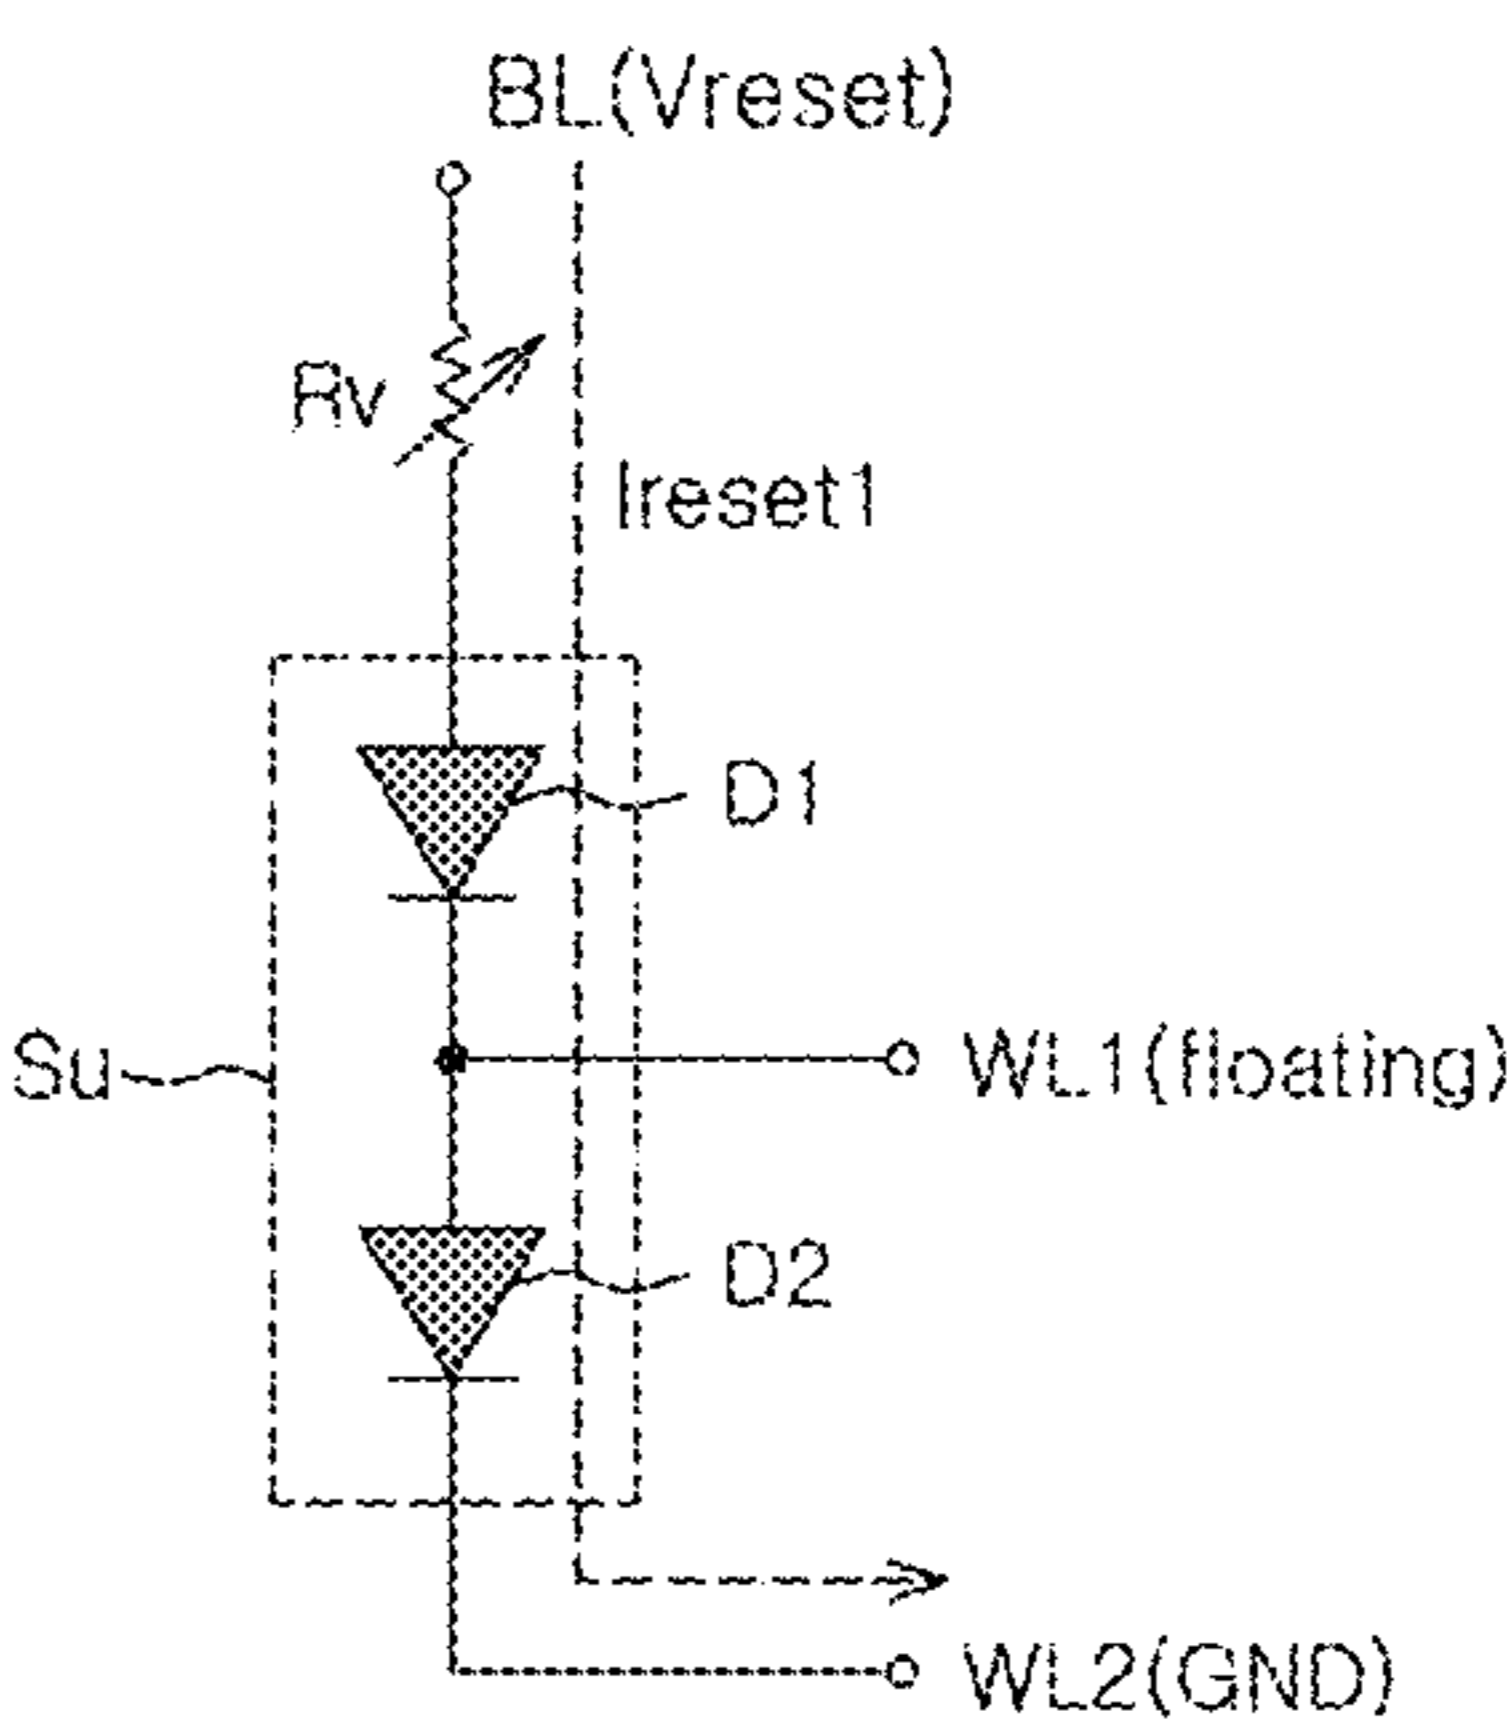 BL(Vreset)
Rv
Ireset1
D1
Su
WL1(floating)
D2
WL2(GND)